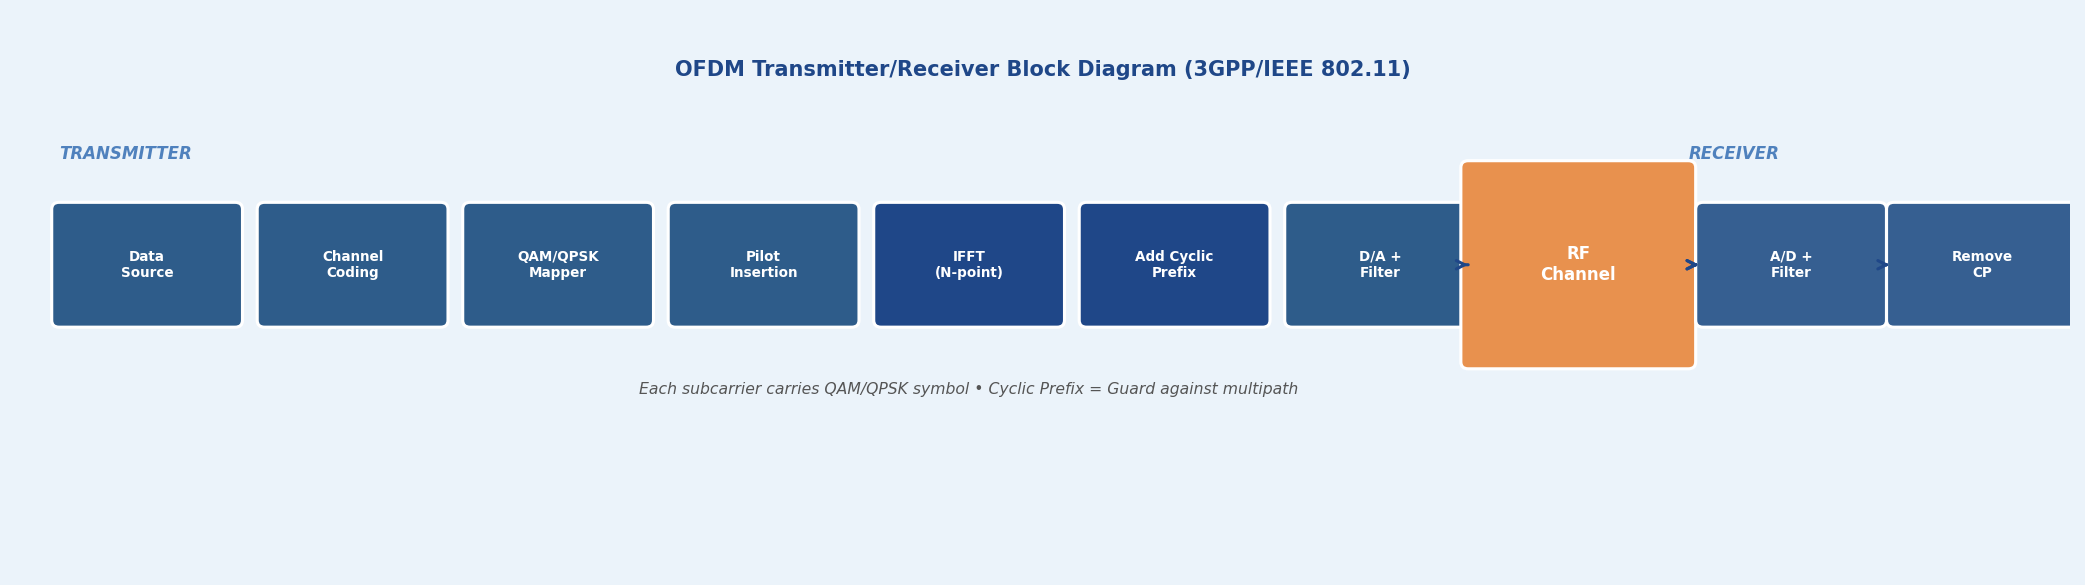 OFDM Transmitter/Receiver Block Diagram (3GPP/IEEE 802.11)
TRANSMITTER
RECEIVER
Data
Source
Channel
Coding
QAM/QPSK
Mapper
Pilot
Insertion
IFFT
(N-point)
Add Cyclic
Prefix
D/A +
Filter
RF
Channel
A/D +
Filter
Remove
CP
Each subcarrier carries QAM/QPSK symbol • Cyclic Prefix = Guard against multipath